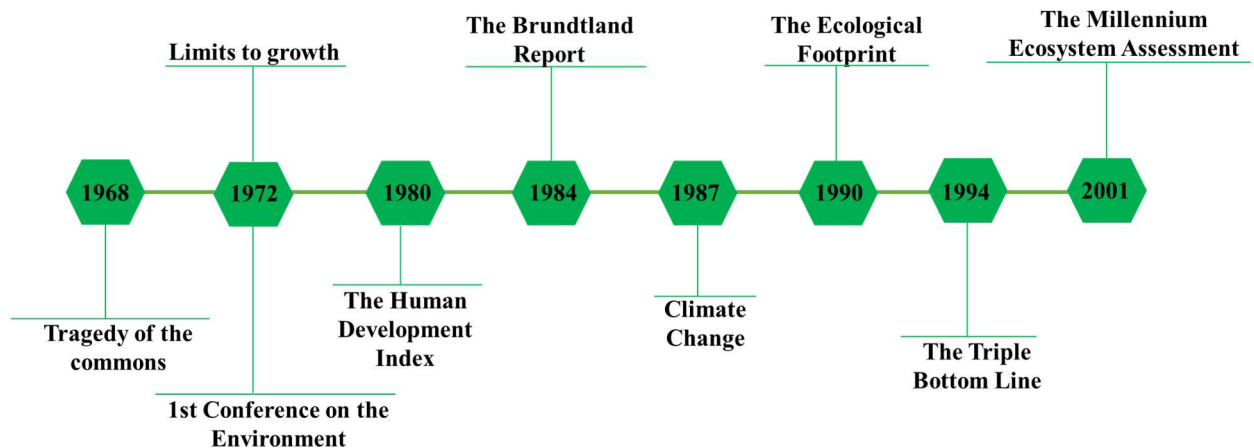 Limits to growth
The Brundtland
Report
The Ecological
Footprint
The Millennium
Ecosystem Assessment
1968
1972
1980
1984
1987
1990
1994
2001
Tragedy of the
commons
1st Conference on the
Environment
The Human
Development
Index
Climate
Change
The Triple
Bottom Line